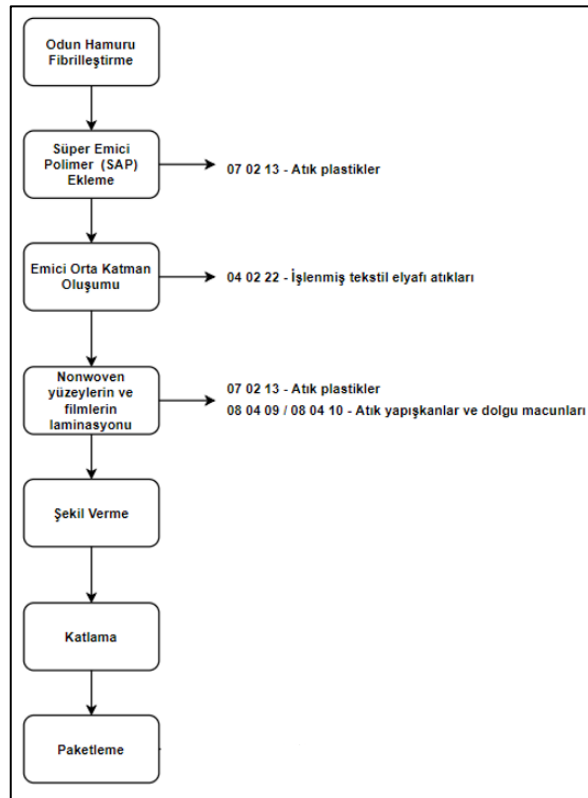 Odun Hamuru
Fibrilleştirme
Süper Emici
Polimer (SAP)
Ekleme
07 02 13 - Atık plastikler
Emici Orta Katman
Oluşumu
04 02 22 - İşlenmiş tekstil elyafı atıkları
Nonwoven
yüzeylerin ve
filmlerin
laminasyonu
07 02 13 - Atık plastikler
08 04 09 / 08 04 10 - Atık yapışkanlar ve dolgu macunları
Şekil Verme
Katlama
Paketleme